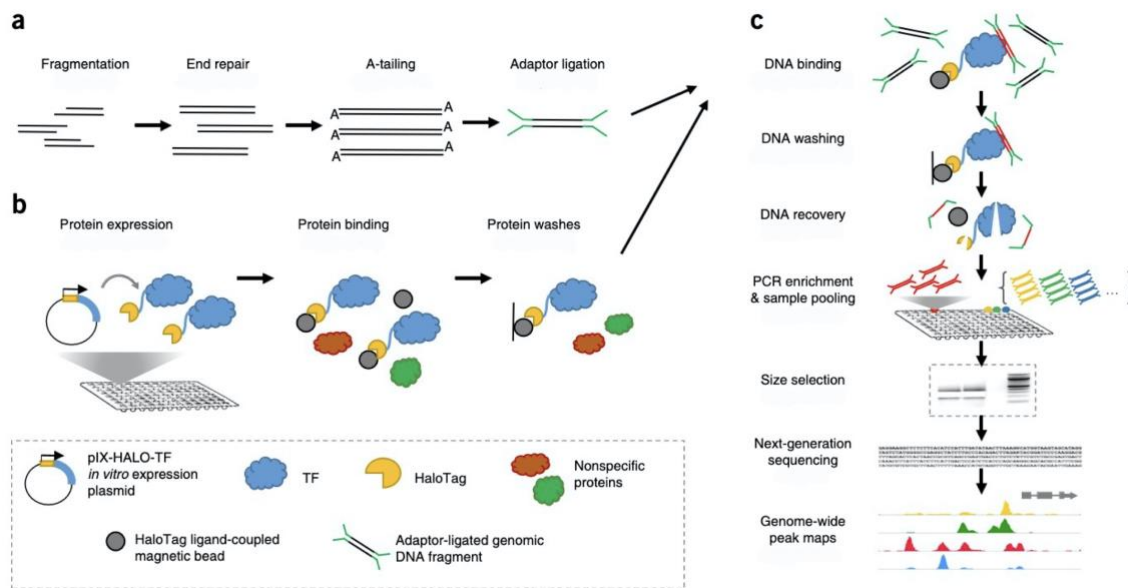 a
Fragmentation
End repair
A-tailing
Adaptor ligation
A
A
A
A
A
A
b
Protein expression
Protein binding
Protein washes
pIX-HALO-TF
in vitro expression
plasmid
TF
HaloTag
Nonspecific
proteins
HaloTag ligand-coupled
magnetic bead
Adaptor-ligated genomic
DNA fragment
c
DNA binding
DNA washing
DNA recovery
PCR enrichment
& sample pooling
...
Size selection
Next-generation
sequencing
Genome-wide
peak maps